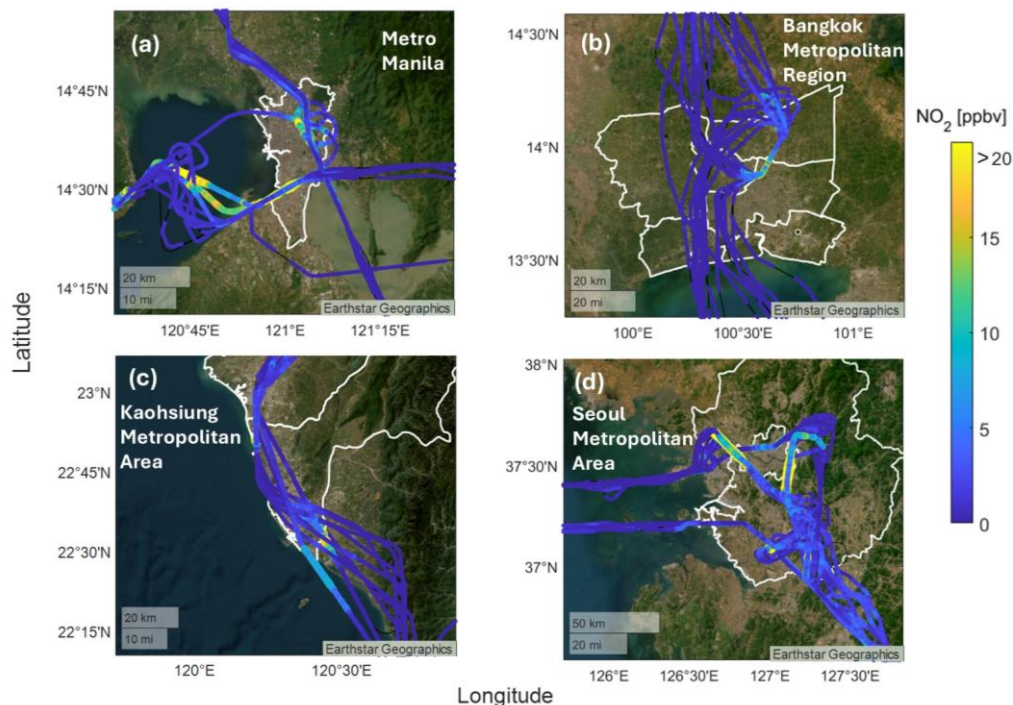 (a)
Metro
Manila
14°45'N
14°30'N
14°15'N
20 km
10 mi
Earthstar Geographics
120°45'E
121°E
121°15'E
(b)
Bangkok
Metropolitan
Region
14°30'N
14°N
13°30'N
20 km
20 mi
Earthstar Geographics
100°E
100°30'E
101°E
NO2 [ppbv]
>20
15
10
5
0
(c)
Kaohsiung
Metropolitan
Area
23°N
22°45'N
22°30'N
22°15'N
20 km
10 mi
Earthstar Geographics
120°E
120°30'E
(d)
Seoul
Metropolitan
Area
38°N
37°30'N
37°N
50 km
20 mi
Earthstar Geographics
126°E
126°30'E
127°E
127°30'E
Latitude
Longitude